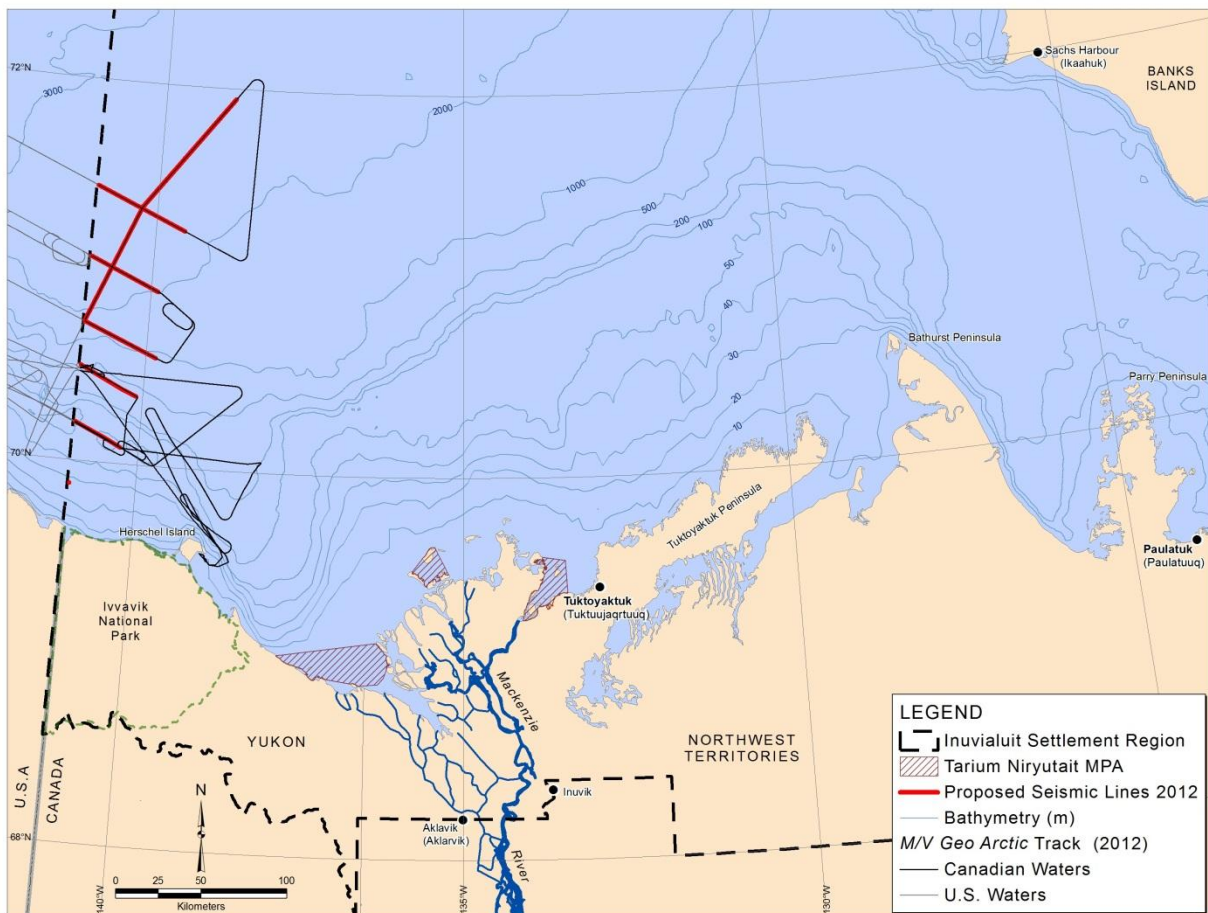 72°N
3000
2000
1000
500
200
100
50
40
30
20
10
Sachs Harbour
(Ikaahuk)
BANKS
ISLAND
Bathurst Peninsula
Parry Peninsula
70°N
Herschel Island
Tuktoyaktuk Peninsula
Paulatuk
(Paulatuuq)
Tuktoyaktuk
(Tuktuujaqrtuuq)
Ivvavik
National
Park
Mackenzie
River
YUKON
NORTHWEST
TERRITORIES
U.S.A
CANADA
N
Inuvik
Aklavik
(Aklarvik)
68°N
0 25 50 100
Kilometers
140°W
135°W
130°W
LEGEND
Inuvialuit Settlement Region
Tarium Niryutait MPA
Proposed Seismic Lines 2012
Bathymetry (m)
M/V Geo Arctic Track (2012)
Canadian Waters
U.S. Waters